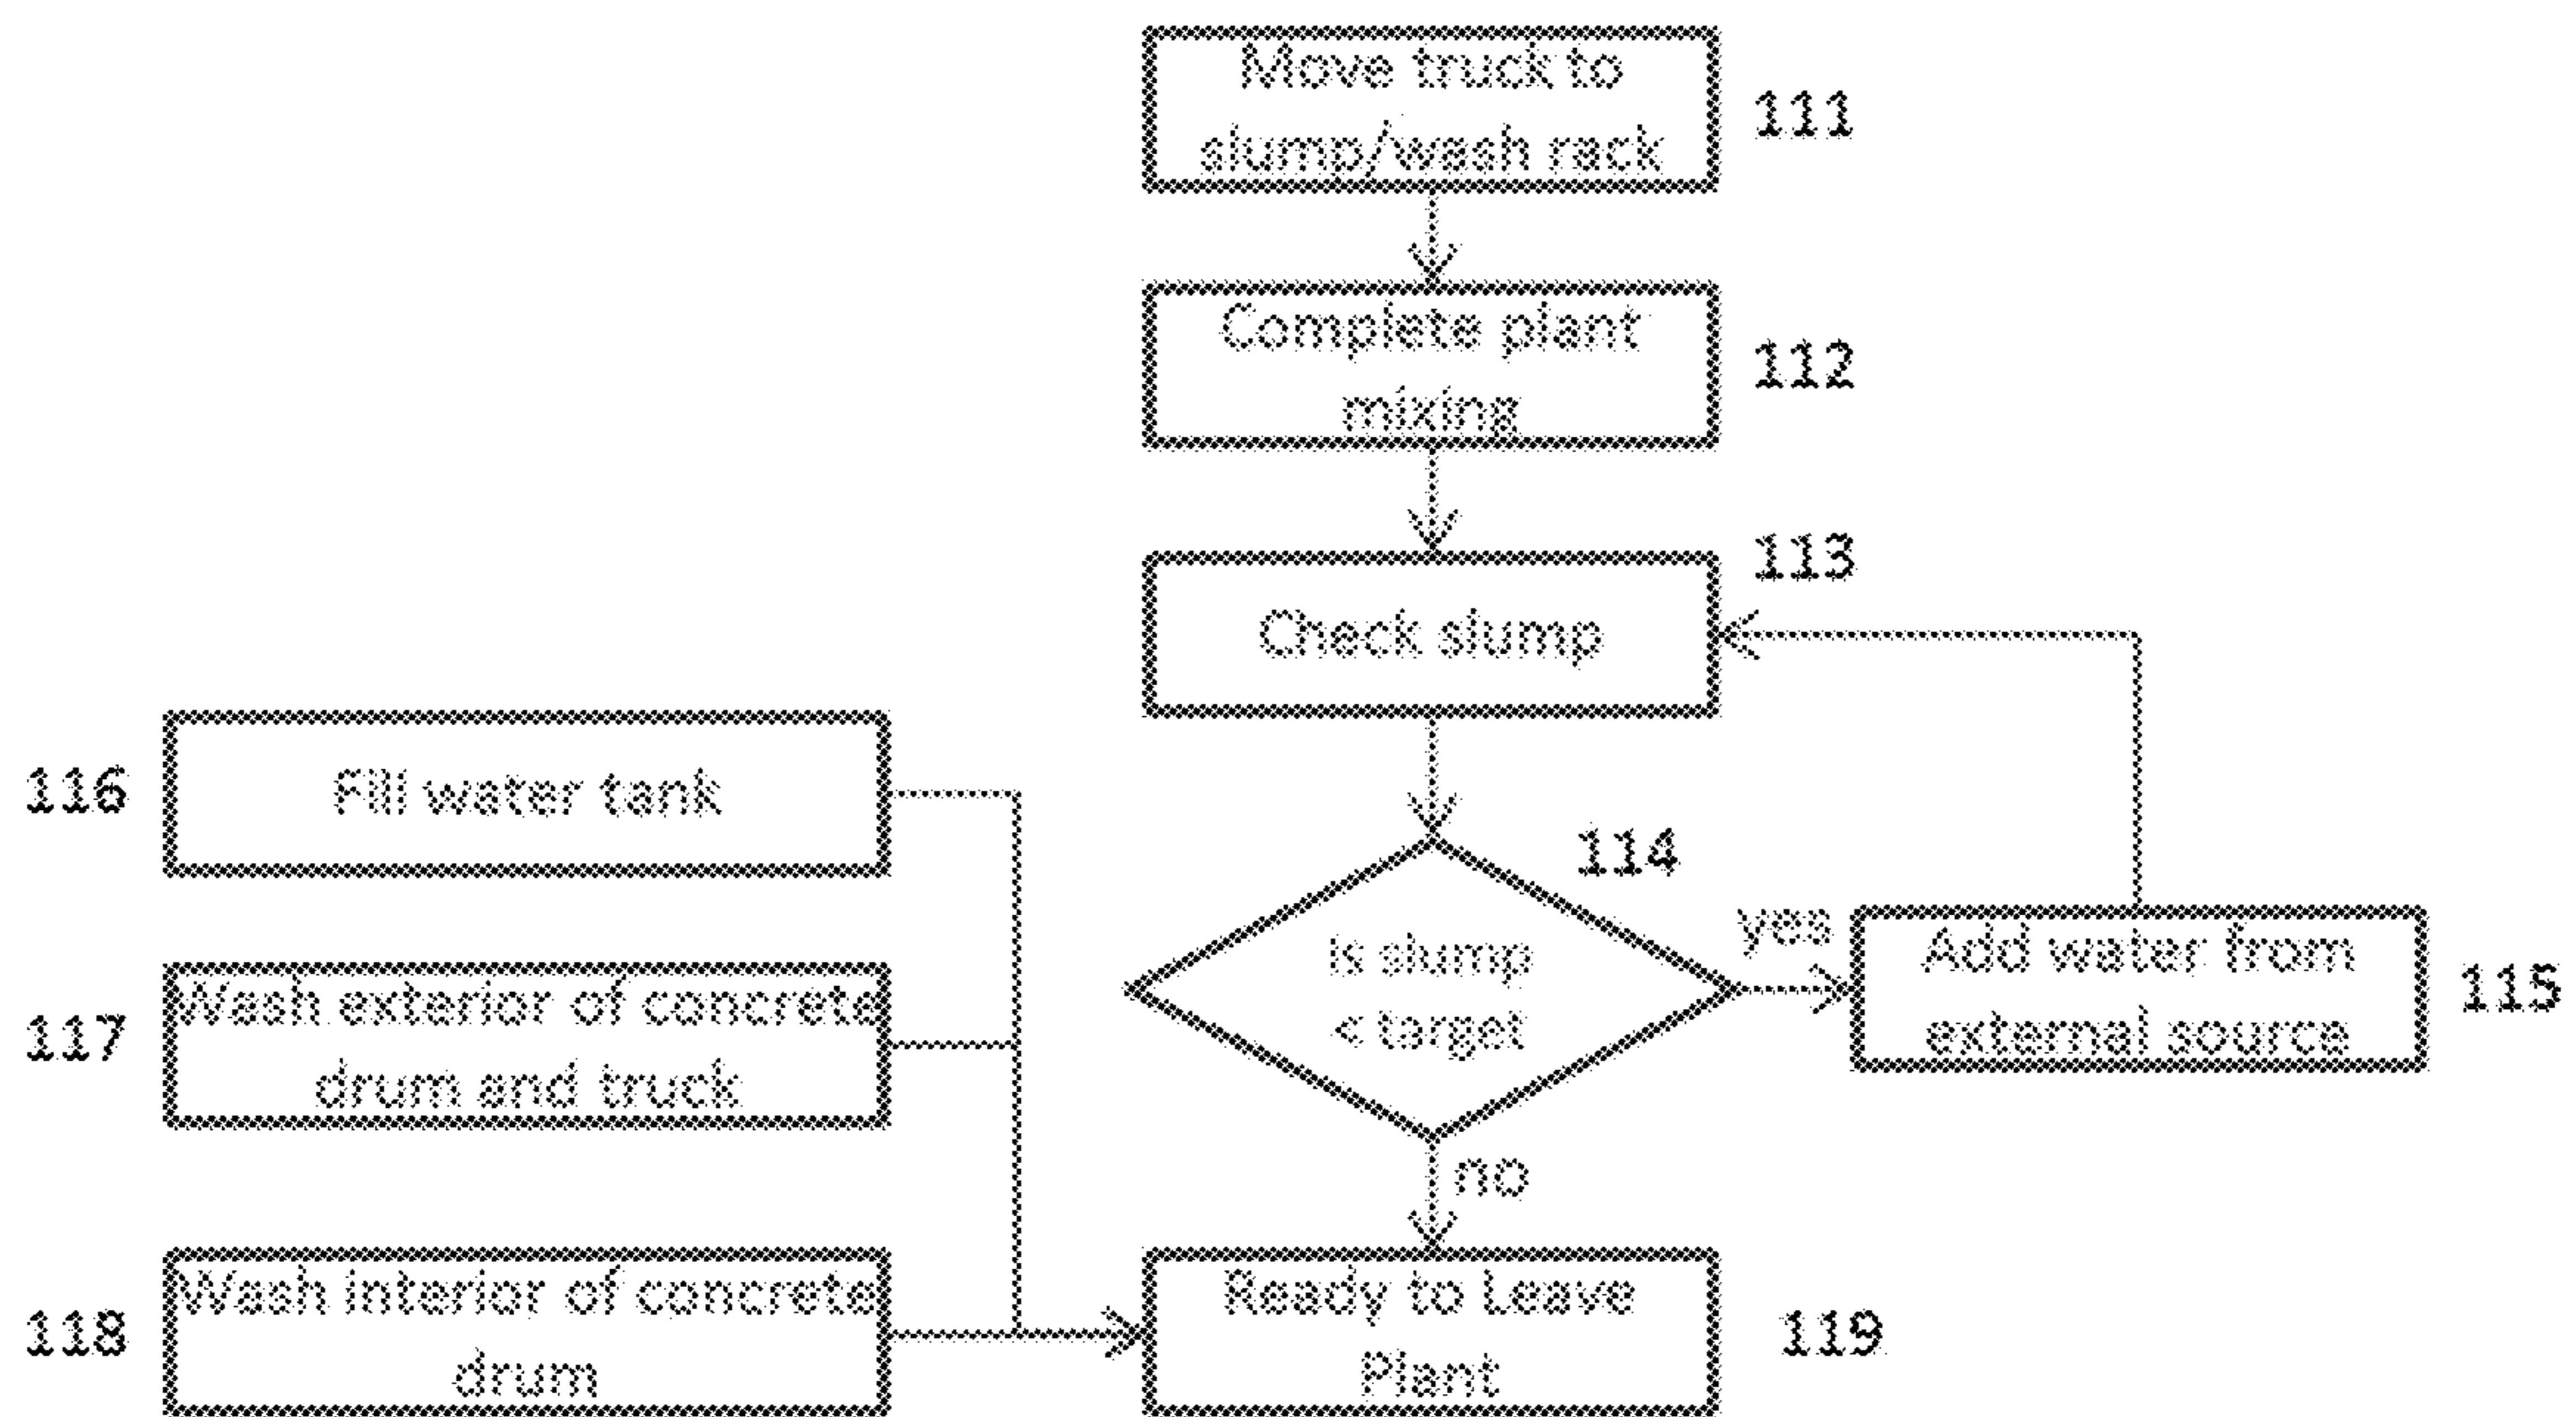 Move truck to
slump/wash rack
111
Complete plant
mixing
112
113
Check slump
116
Fill water tank
114
is slump
< target
yes
Add water from
external source
115
117
Wash exterior of concrete
drum and truck
no
118
Wash interior of concrete
drum
Ready to Leave
Plant
119